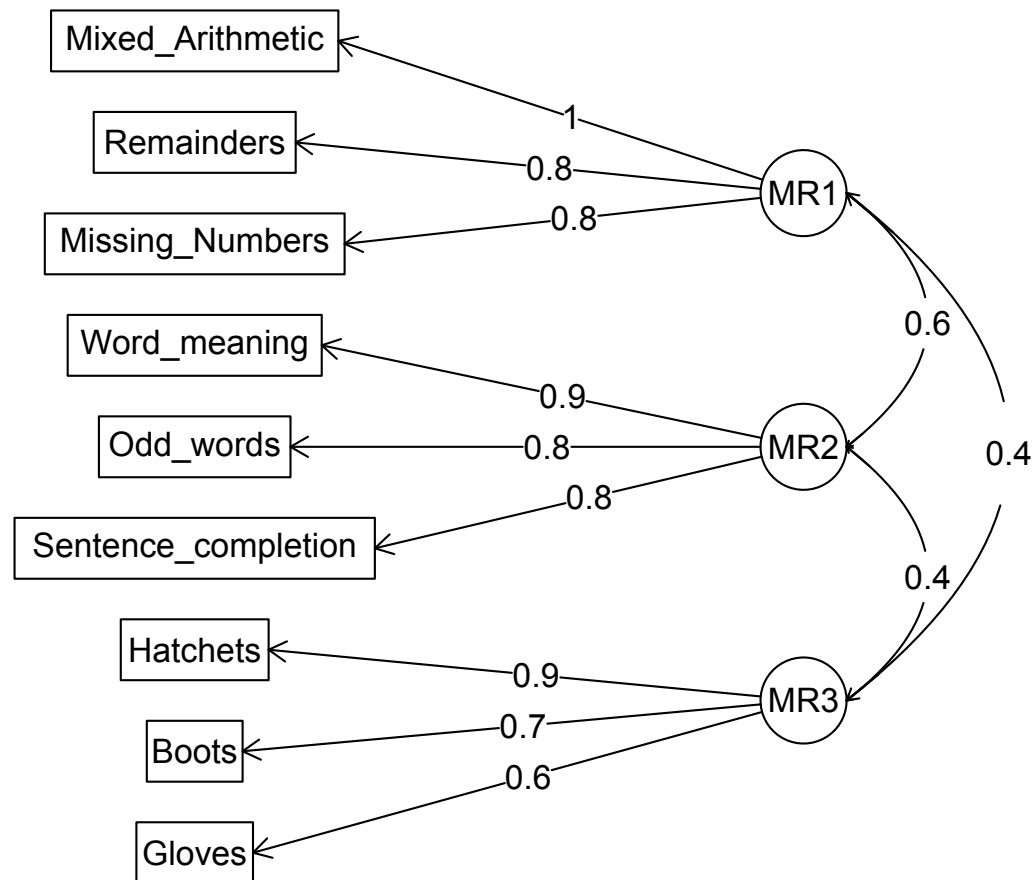 Mixed_Arithmetic
1
Remainders
0.8
MR1
Missing_Numbers
0.8
0.6
Word_meaning
0.9
Odd_words
0.8
MR2
0.4
Sentence_completion
0.8
0.4
Hatchets
0.9
MR3
Boots
0.7
0.6
Gloves